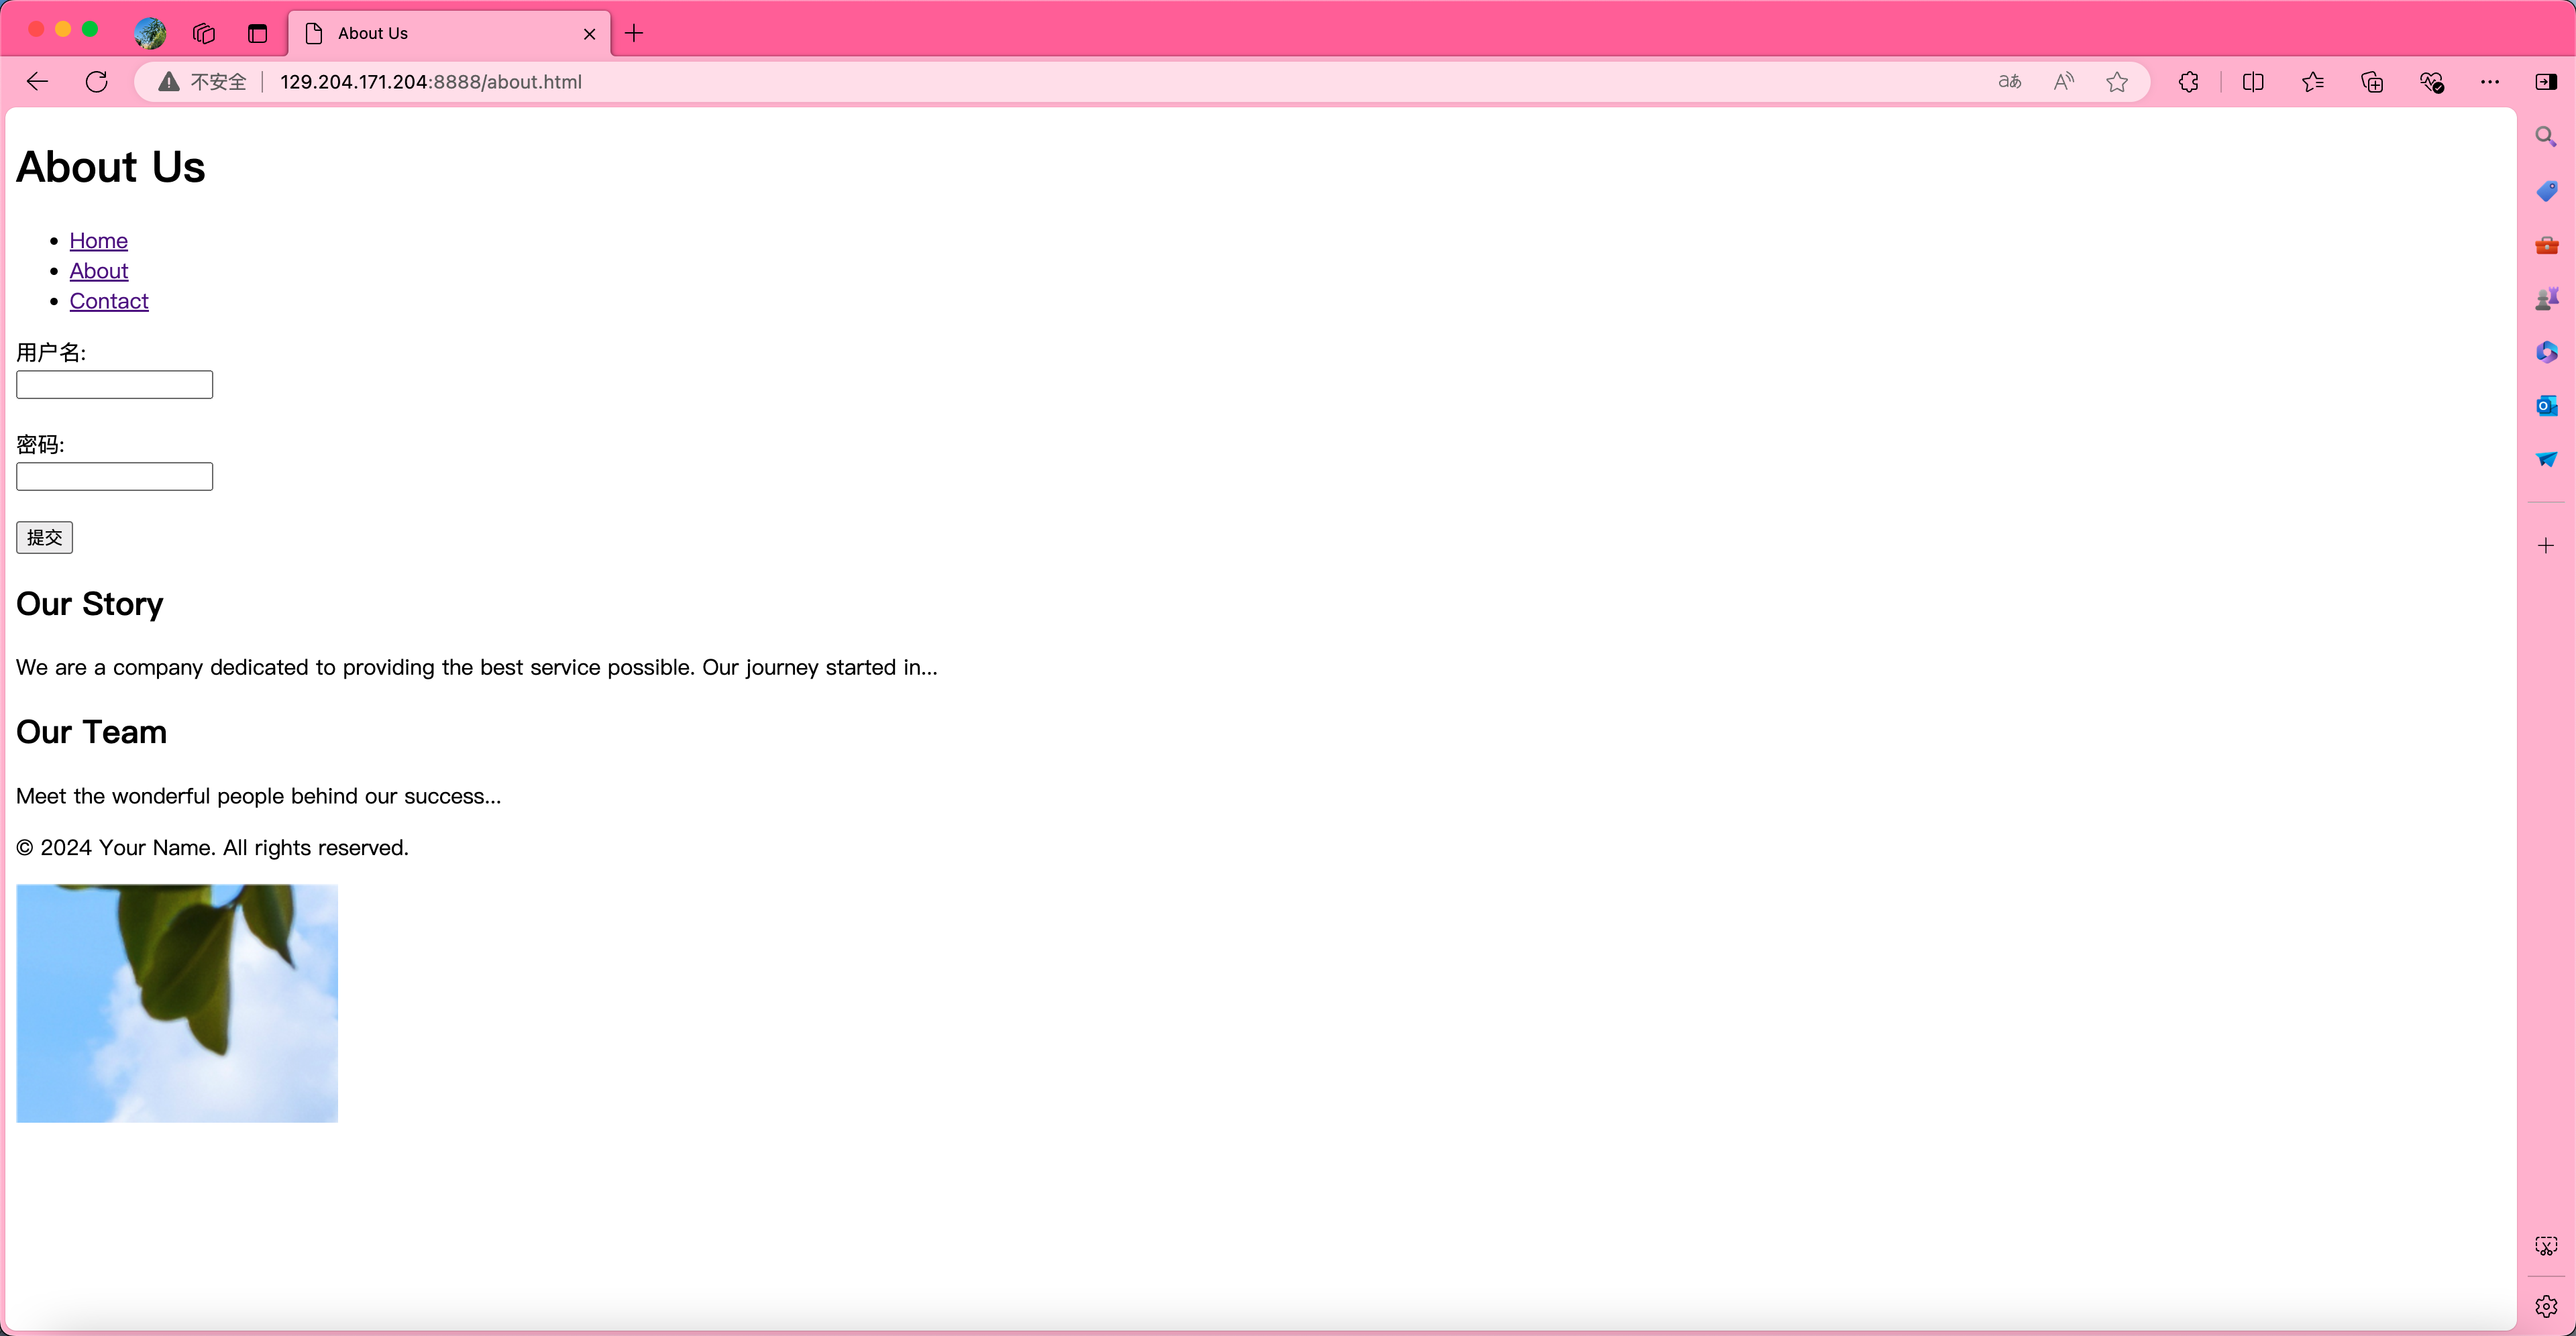 About Us
不安全
129.204.171.204:8888/about.html
About Us
Home
About
Contact
用户名:
密码:
提交
Our Story
We are a company dedicated to providing the best service possible. Our journey started in...
Our Team
Meet the wonderful people behind our success...
© 2024 Your Name. All rights reserved.